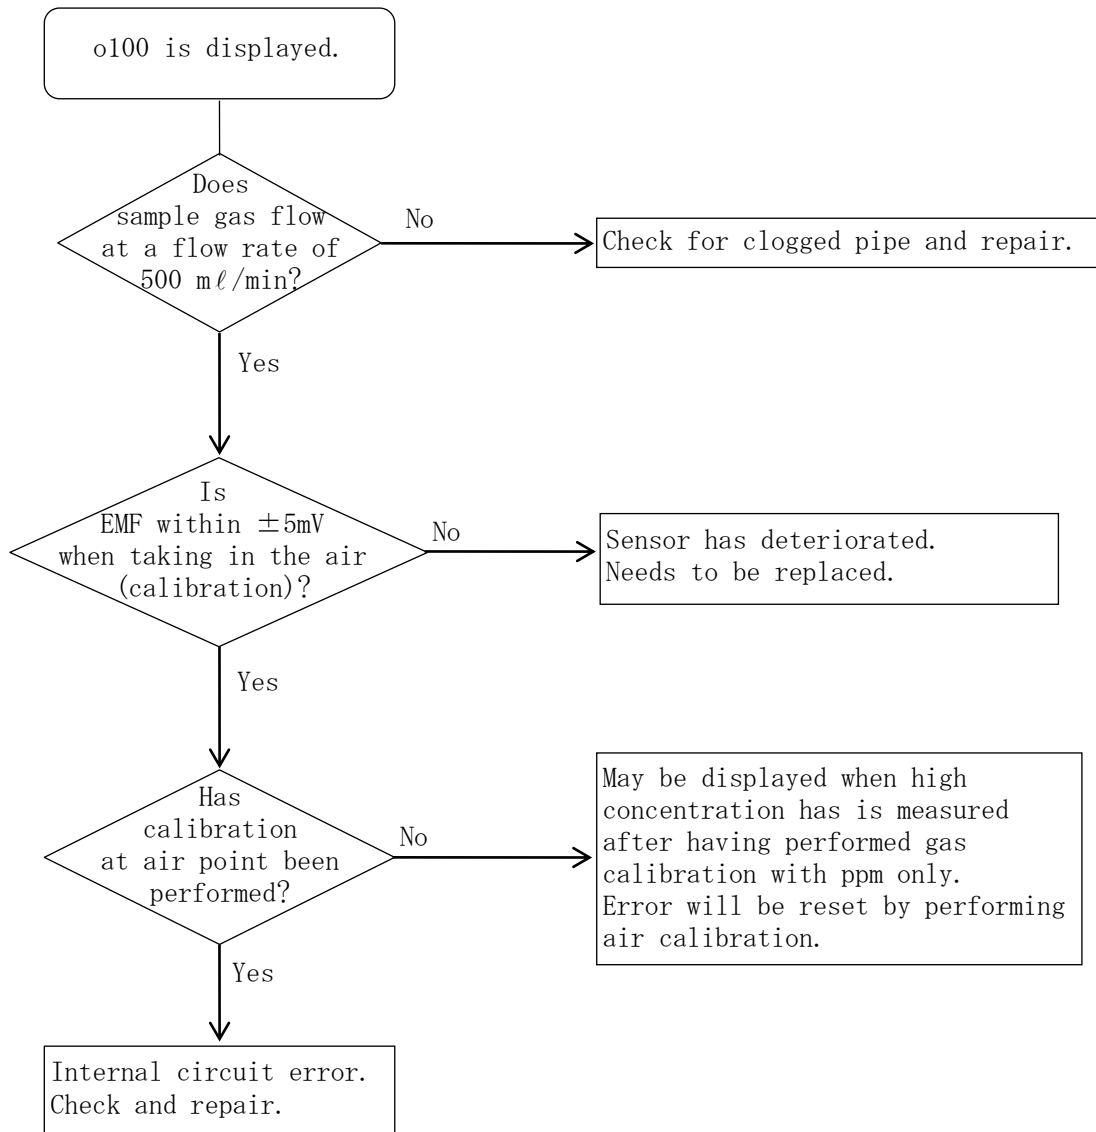 o100 is displayed.
Does
sample gas flow
at a flow rate of
500 mℓ/min?
No
Check for clogged pipe and repair.
Yes
Is
EMF within ±5mV
when taking in the air
(calibration)?
No
Sensor has deteriorated.
Needs to be replaced.
Yes
Has
calibration
at air point been
performed?
No
May be displayed when high
concentration has is measured
after having performed gas
calibration with ppm only.
Error will be reset by performing
air calibration.
Yes
Internal circuit error.
Check and repair.